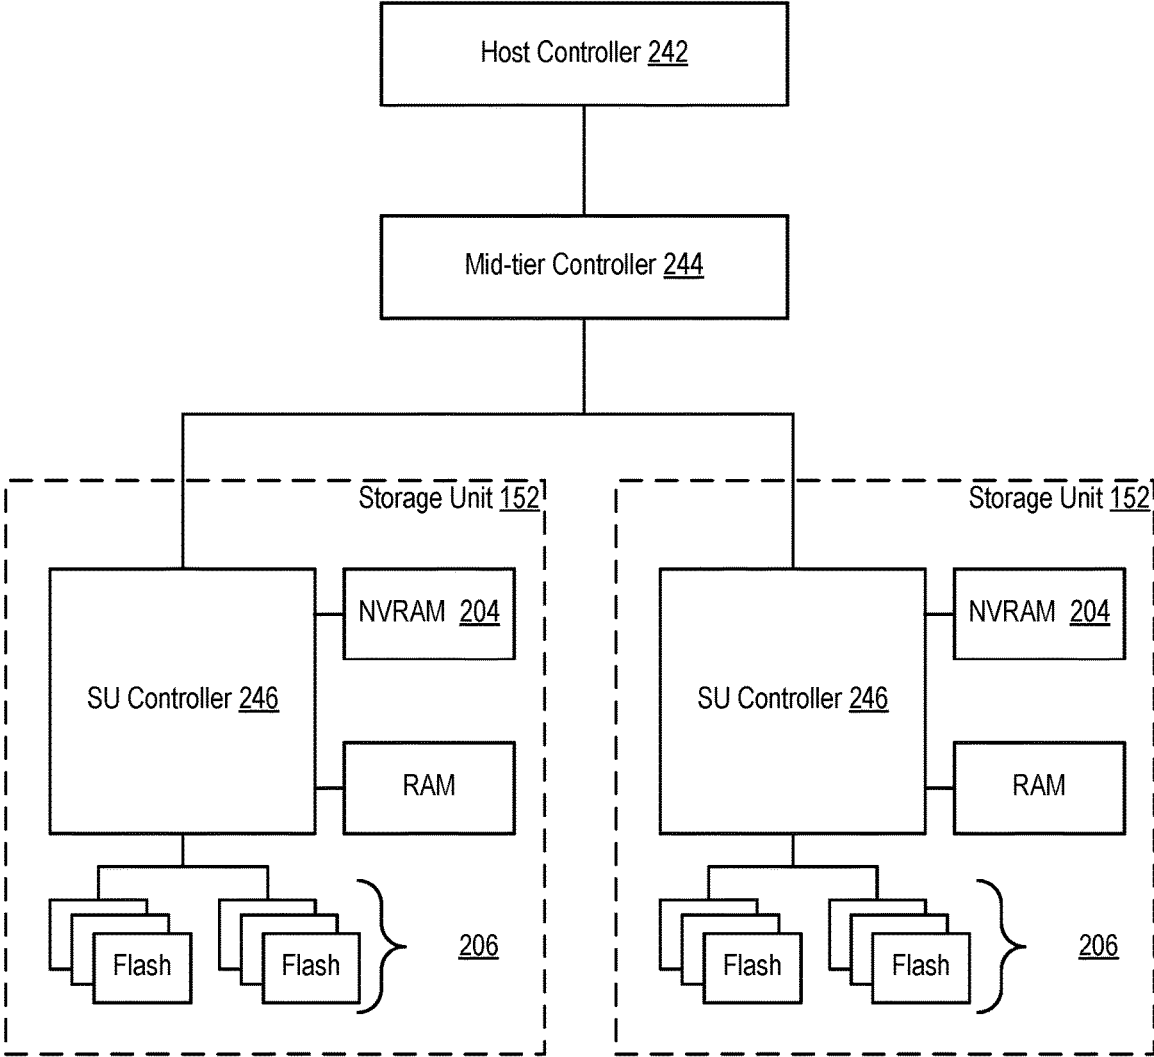 Host Controller 242
Mid-tier Controller 244
Storage Unit 152
Storage Unit 152
NVRAM 204
NVRAM 204
SU Controller 246
SU Controller 246
RAM
RAM
206
206
Flash
Flash
Flash
Flash